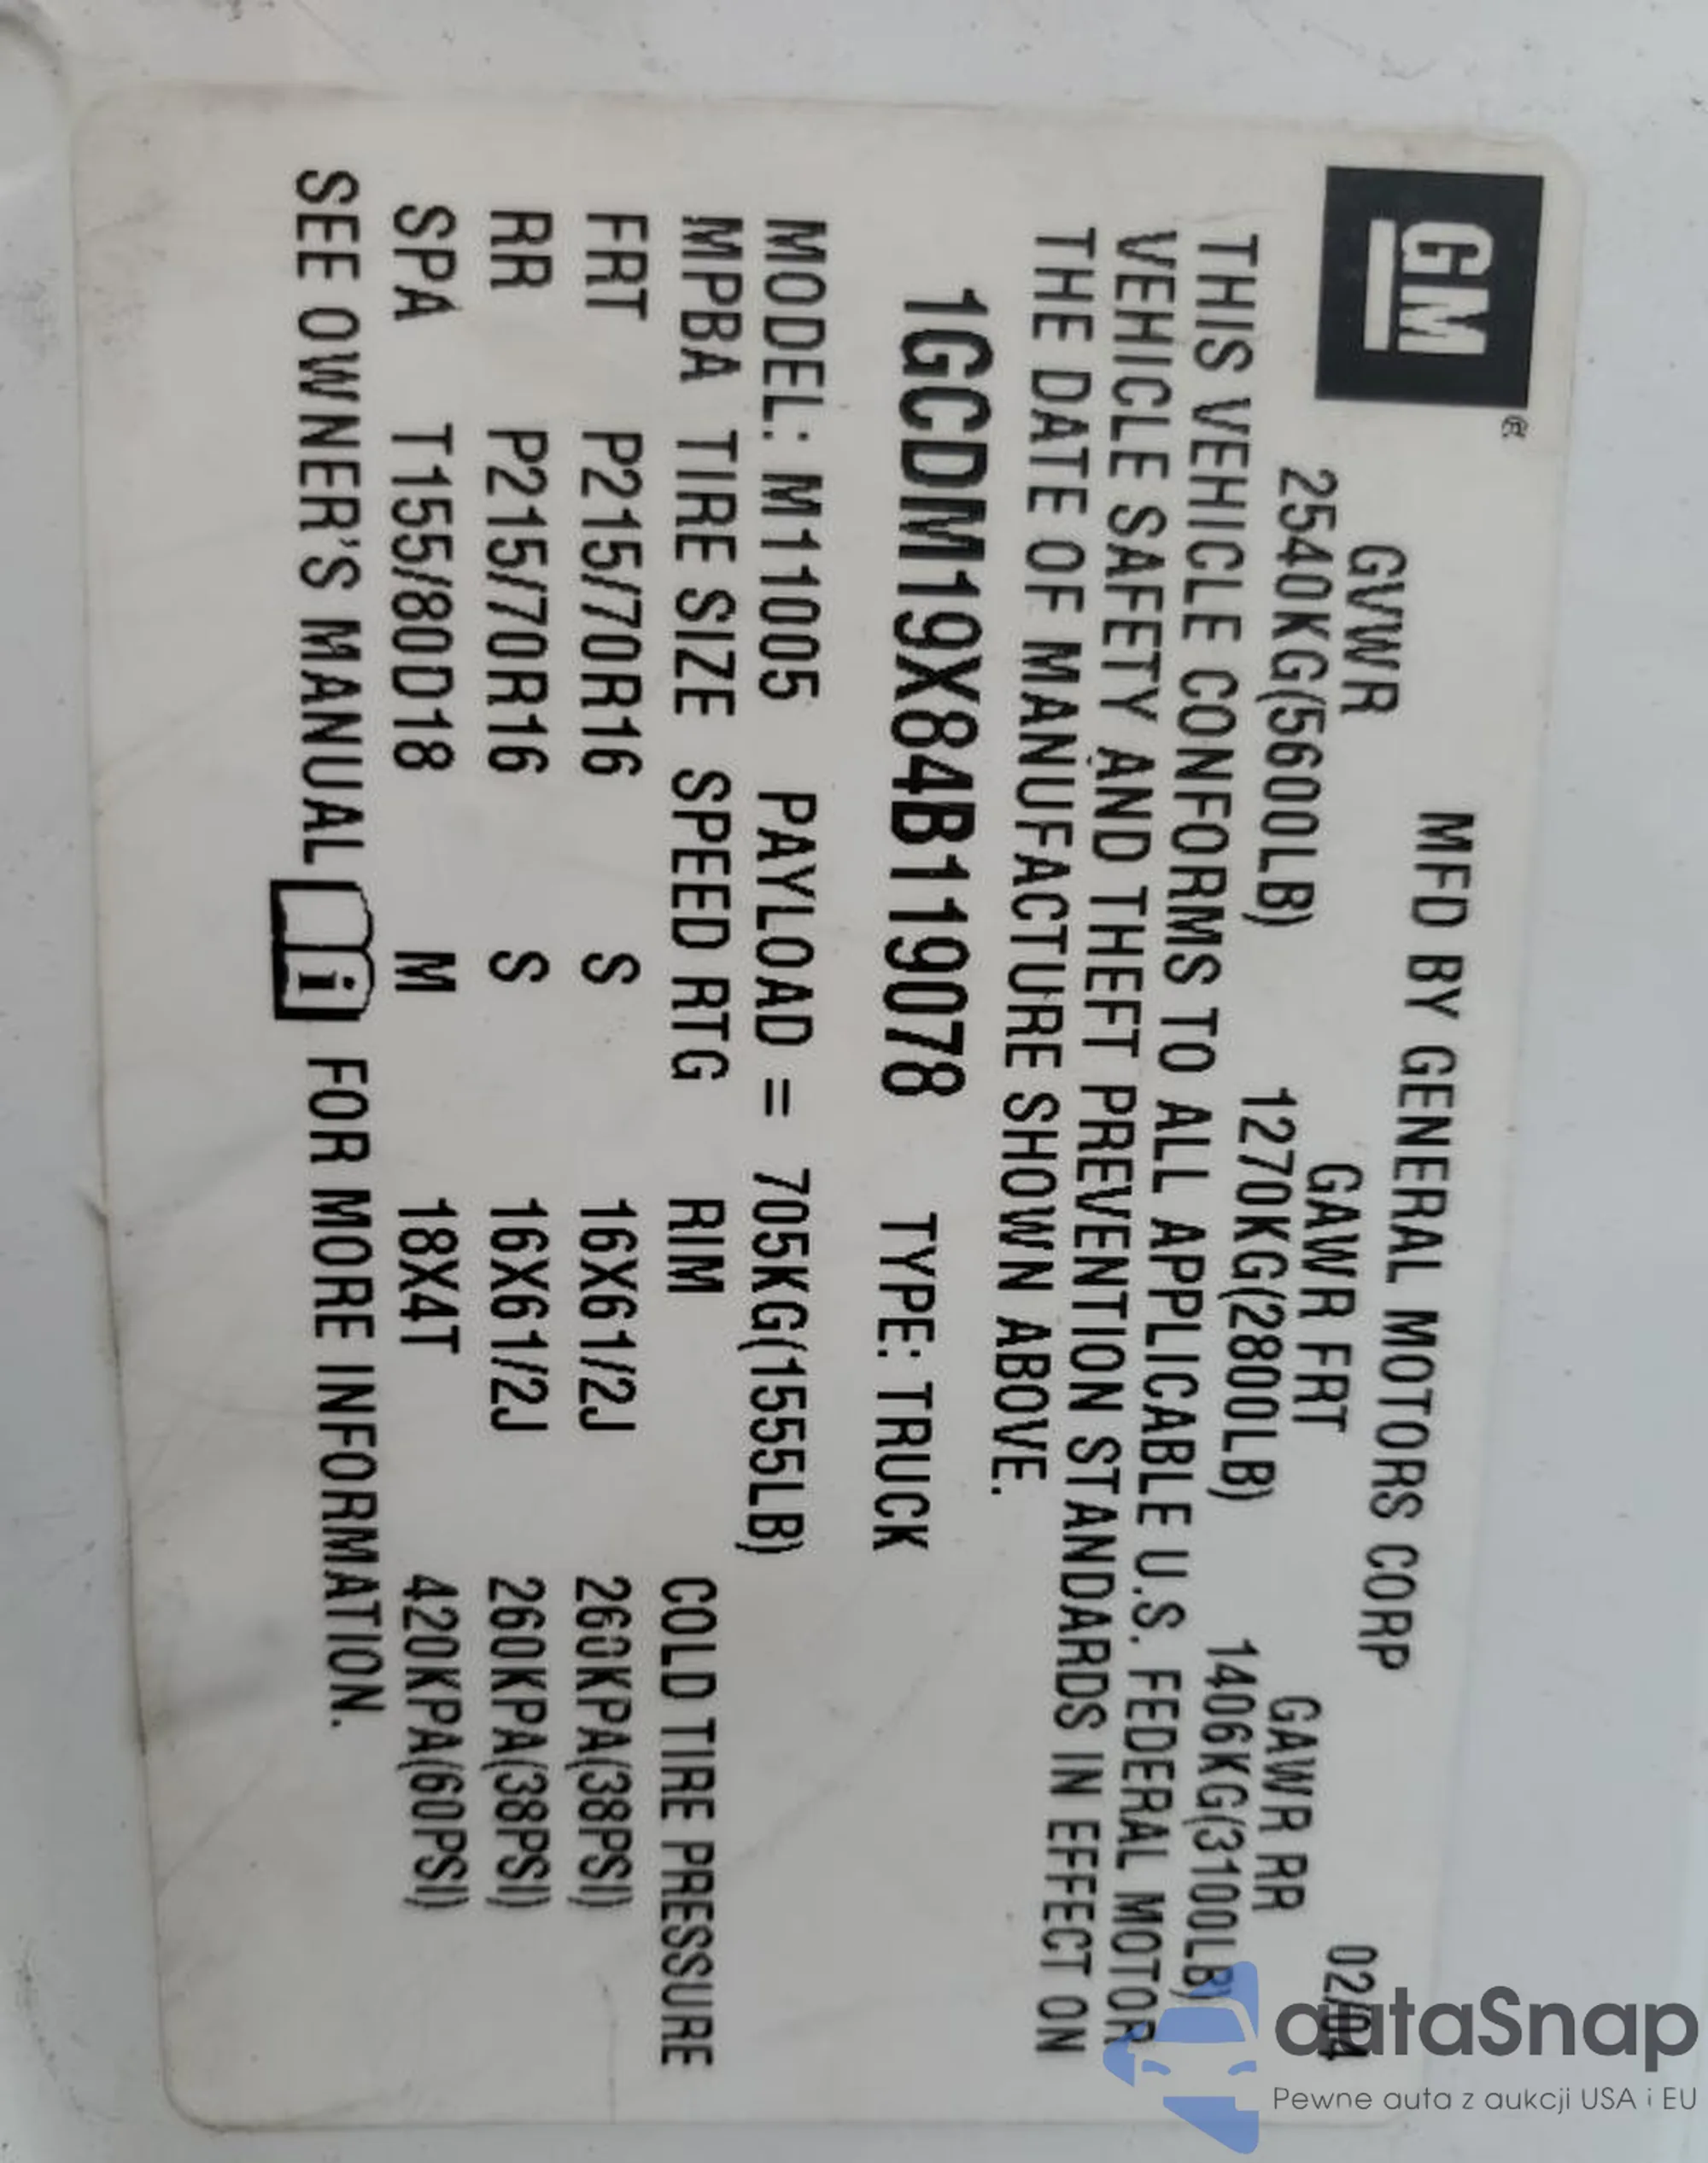 GM®
MFD BY GENERAL MOTORS CORP
02/04
GVWR GAWR FRT GAWR RR
2540KG(5600LB) 1270KG(2800LB) 1406KG(3100LB)
THIS VEHICLE CONFORMS TO ALL APPLICABLE U.S. FEDERAL MOTOR
VEHICLE SAFETY AND THEFT PREVENTION STANDARDS IN EFFECT ON
THE DATE OF MANUFACTURE SHOWN ABOVE.
1GCDM19X84B119078 TYPE: TRUCK
MODEL: M11005 PAYLOAD = 705KG(1555LB)
MPBA TIRE SIZE SPEED RTG RIM COLD TIRE PRESSURE
FRT P215/70R16 S 16X61/2J 260KPA(38PSI)
RR P215/70R16 S 16X61/2J 260KPA(38PSI)
SPA T155/80D18 M 18X4T 420KPA(60PSI)
SEE OWNER'S MANUAL i FOR MORE INFORMATION.
autaSnap
Pewne auta z aukcji USA i EU